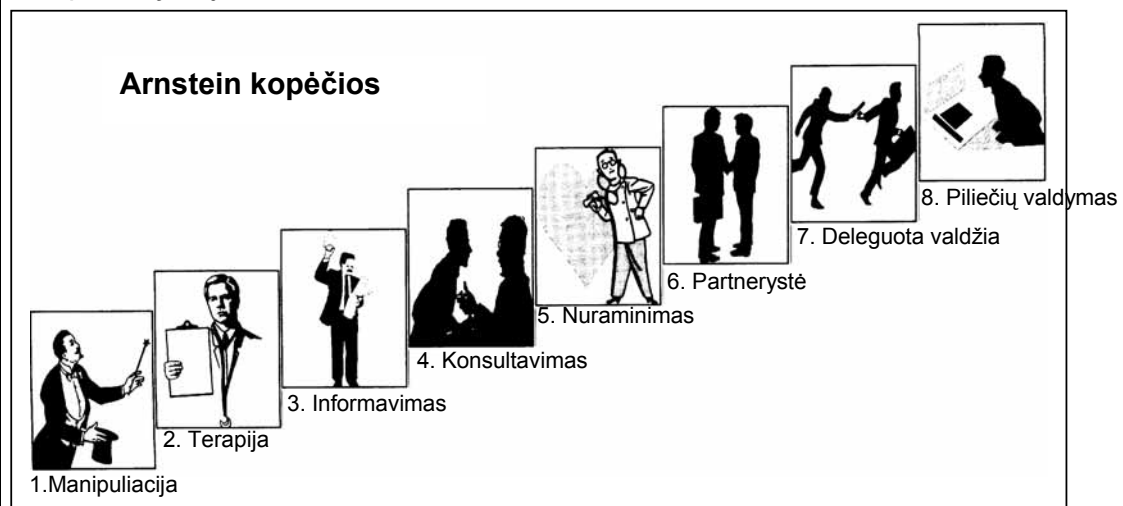 Arnstein kopėčios
1.Manipuliacija
2. Terapija
3. Informavimas
4. Konsultavimas
5. Nuraminimas
6. Partnerystė
7. Deleguota valdžia
8. Piliečių valdymas